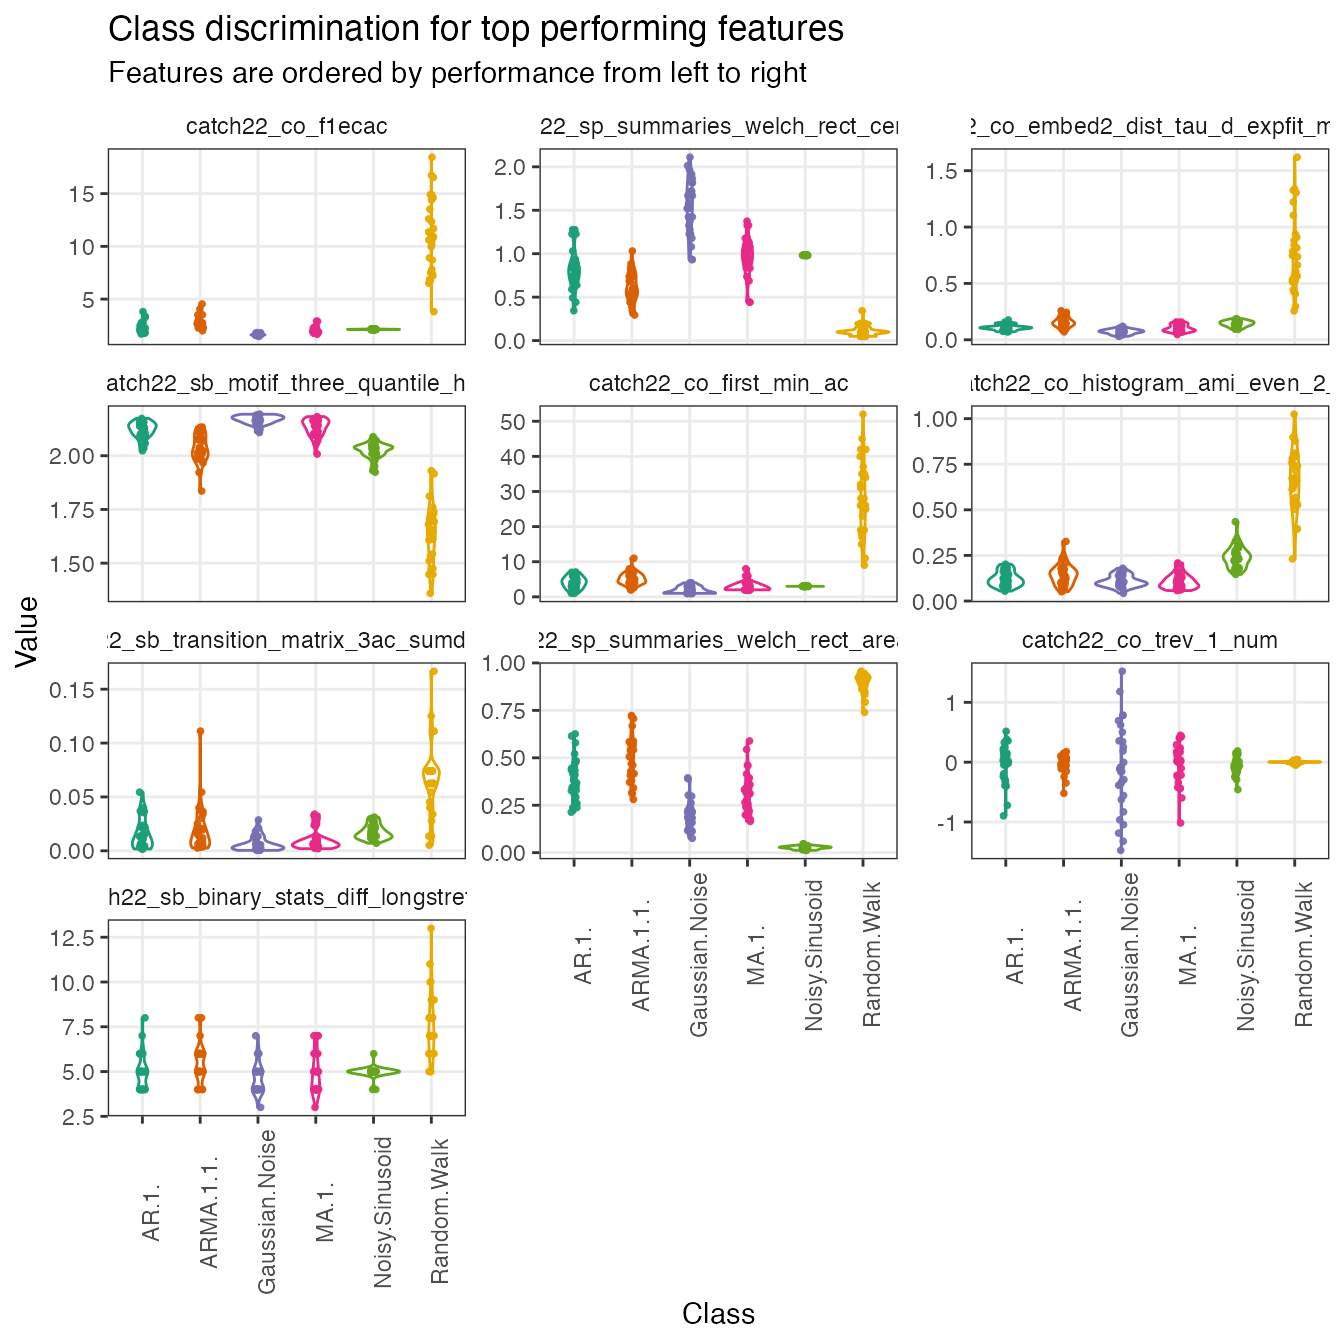 Class discrimination for top performing features
Features are ordered by performance from left to right
catch22_co_f1ecac
22_sp_summaries_welch_rect_cer
2_co_embed2_dist_tau_d_expfit_m
15
10
5
2.0
1.5
1.0
0.5
0.0
1.5
1.0
0.5
0.0
atch22_sb_motif_three_quantile_h
catch22_co_first_min_ac
atch22_co_histogram_ami_even_2_
2.00
1.75
1.50
50
40
30
20
10
0
1.00
0.75
0.50
0.25
0.00
22_sb_transition_matrix_3ac_sumd
22_sp_summaries_welch_rect_area
catch22_co_trev_1_num
0.15
0.10
0.05
0.00
1.00
0.75
0.50
0.25
0.00
1
0
-1
h22_sb_binary_stats_diff_longstret
12.5
10.0
7.5
5.0
2.5
AR.1.
ARMA.1.1.
Gaussian.Noise
MA.1.
Noisy.Sinusoid
Random.Walk
AR.1.
ARMA.1.1.
Gaussian.Noise
MA.1.
Noisy.Sinusoid
Random.Walk
AR.1.
ARMA.1.1.
Gaussian.Noise
MA.1.
Noisy.Sinusoid
Random.Walk
Value
Class